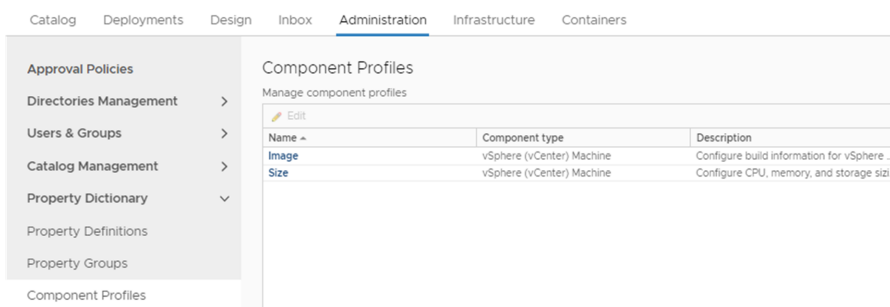 Catalog Deployments Design Inbox Administration Infrastructure Containers
Approval Policies
Directories Management
Users & Groups
Catalog Management
Property Dictionary
Property Definitions
Property Groups
Component Profiles
Component Profiles
Manage component profiles
Edit
Name Component type Description
Image vSphere (vCenter) Machine Configure build information for vSphere ..
Size vSphere (vCenter) Machine Configure CPU, memory, and storage sizi